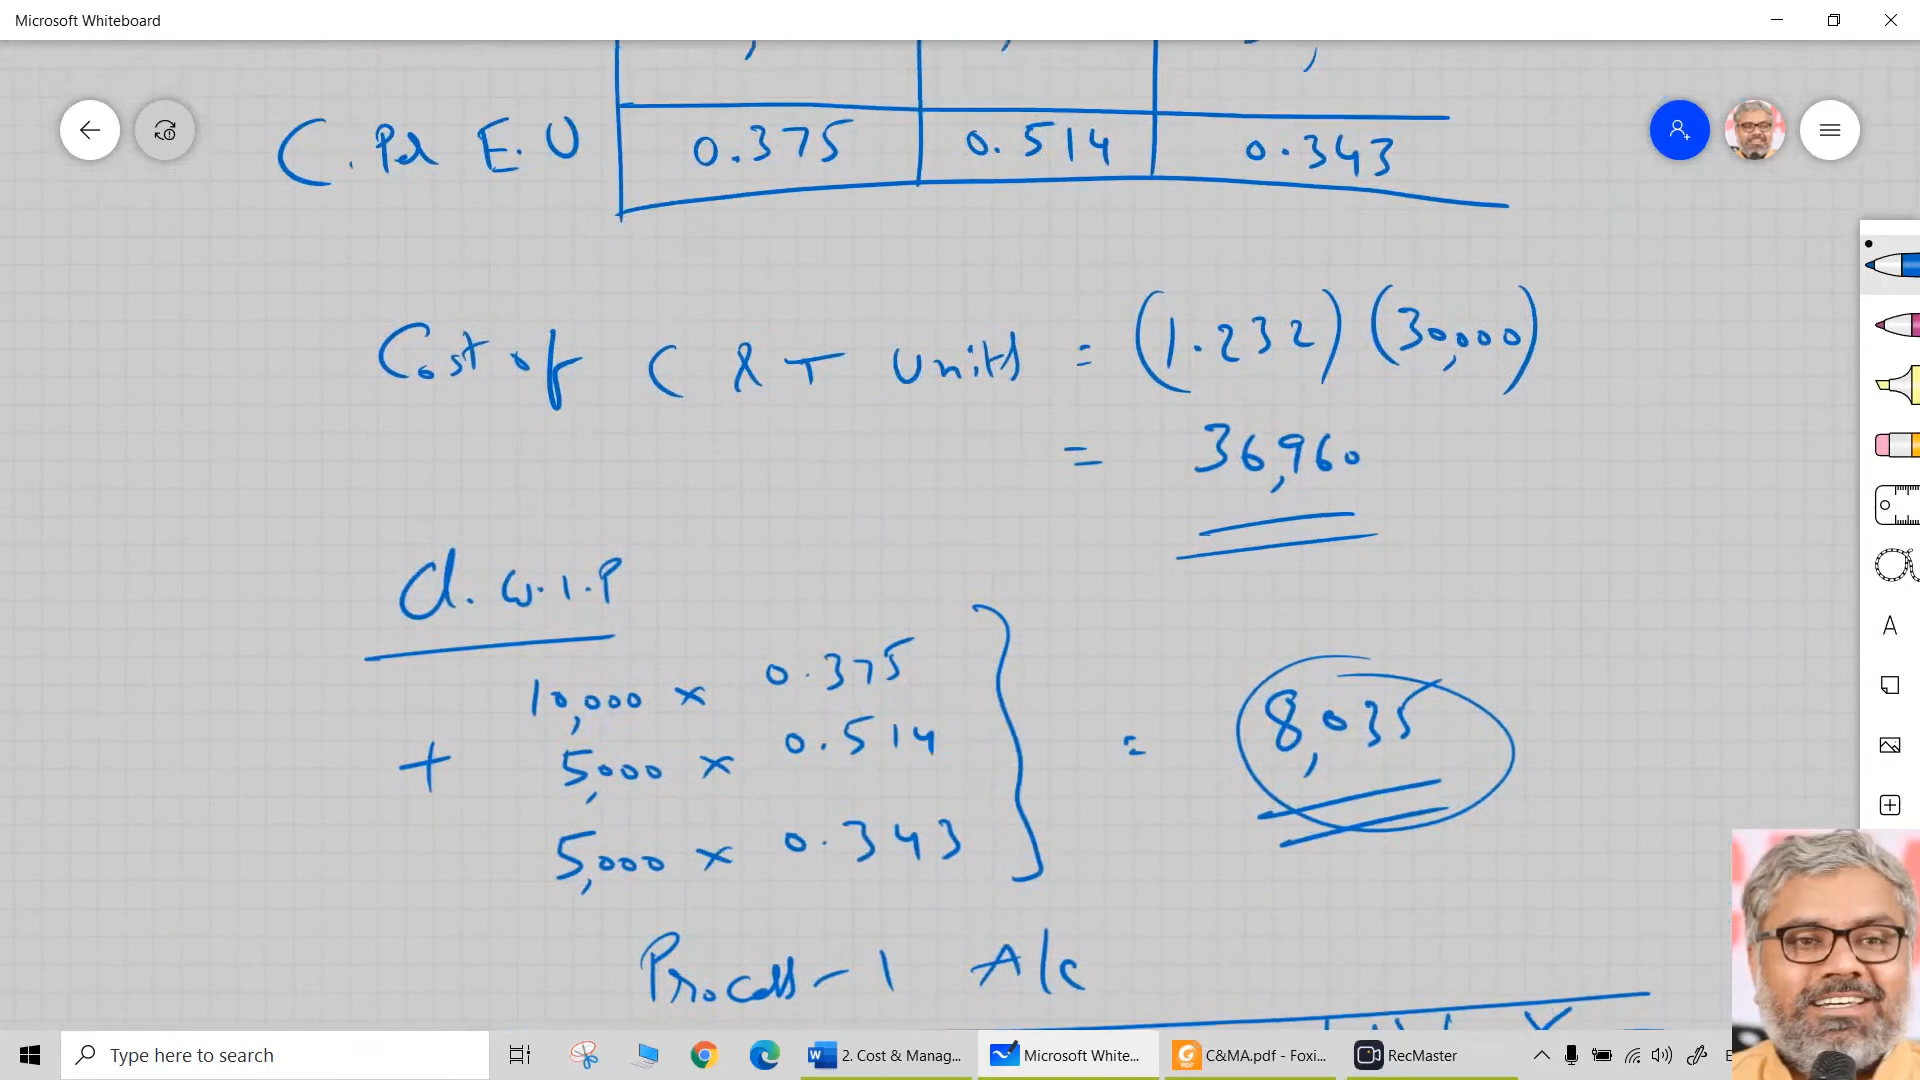 Microsoft Whiteboard
C. Per E.U 0.375 0.514 0.343
Cost of C & T Units = (1.232) (30,000)
= 36,960
Cl. W.I.P
10,000 x 0.375
+ 5,000 x 0.514 = 8,035
5,000 x 0.343
Process-1 A/c
A
Type here to search
2. Cost & Manag...
Microsoft White...
C&MA.pdf - Foxi...
RecMaster